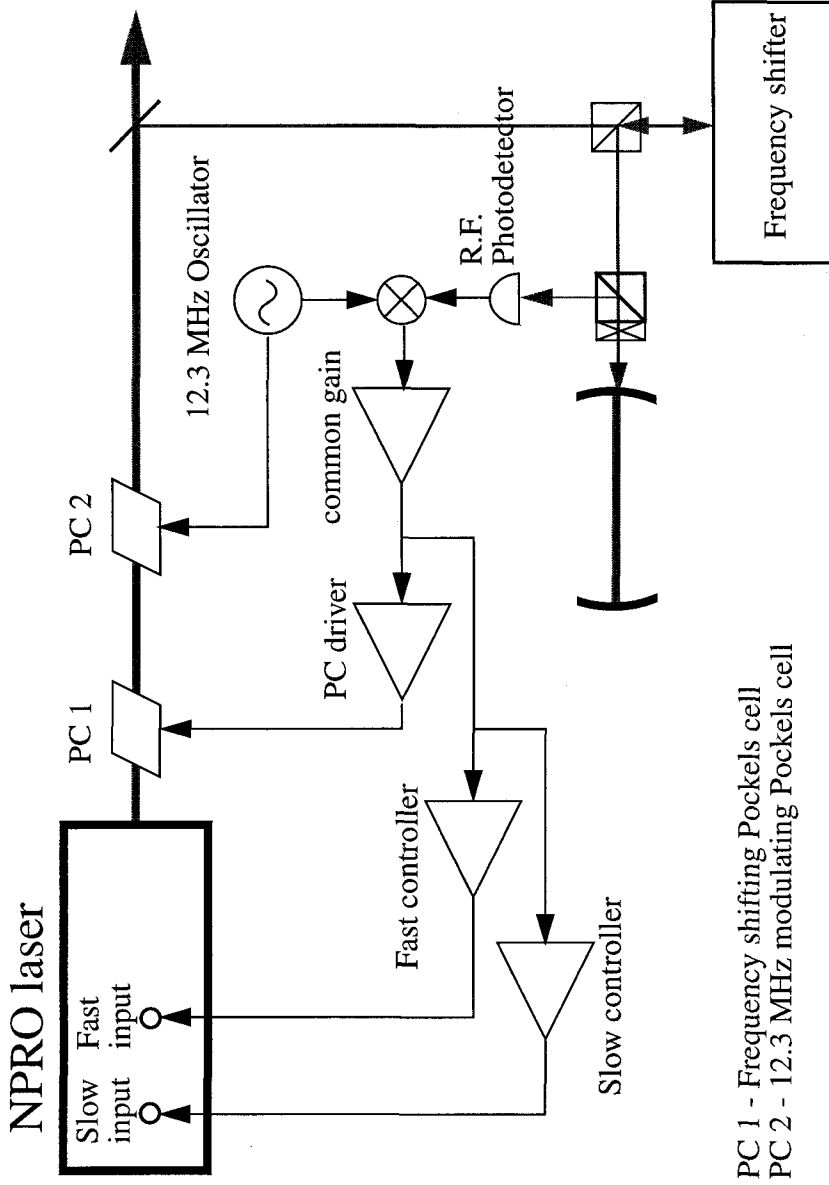 NPRO laser
Slow
input
Fast
input
PC 1
PC 2
12.3 MHz Oscillator
R.F.
Photodetector
common gain
PC driver
Fast controller
Slow controller
Frequency shifter
PC 1 - Frequency shifting Pockels cell
PC 2 - 12.3 MHz modulating Pockels cell